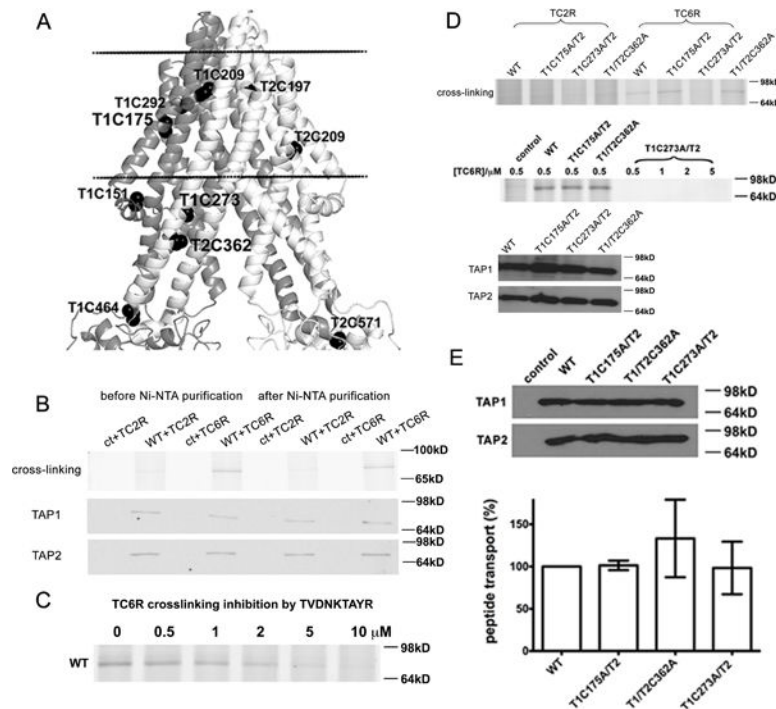 A
T1C209
T2C197
T1C292
T1C175
T2C209
T1C151
T1C273
T2C362
T1C464
T2C571
B
before Ni-NTA purification after Ni-NTA purification
ct+TC2R WT+TC2R ct+TC6R WT+TC6R ct+TC2R WT+TC2R ct+TC6R WT+TC6R
cross-linking
100kD
65kD
TAP1
98kD
64kD
TAP2
98kD
64kD
C
TC6R crosslinking inhibition by TVDNKTAYR
0 0.5 1 2 5 10 μM
WT
98kD
64kD
D
TC2R TC6R
WT T1C175A/T2 T1C273A/T2 T1/T2C362A WT T1C175A/T2 T1C273A/T2 T1/T2C362A
cross-linking
98kD
64kD
control WT T1C175A/T2 T1/T2C362A T1C273A/T2
[TC6R]/μM 0.5 0.5 0.5 0.5 0.5 1 2 5
98kD
64kD
WT T1C175A/T2 T1C273A/T2 T1/T2C362A
TAP1
98kD
64kD
TAP2
98kD
64kD
E
control WT T1C175A/T2 T1/T2C362A T1C273A/T2
TAP1
98kD
64kD
TAP2
98kD
64kD
peptide transport (%)
150
100
50
0
WT T1C175A/T2 T1/T2C362A T1C273A/T2